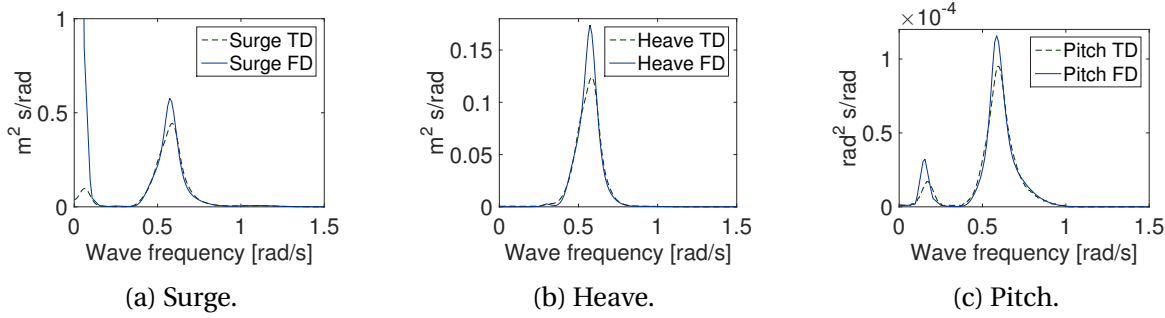 1
0.5
0
m² s/rad
Surge TD
Surge FD
0 0.5 1 1.5
Wave frequency [rad/s]
(a) Surge.
0.15
0.1
0.05
0
m² s/rad
Heave TD
Heave FD
0 0.5 1 1.5
Wave frequency [rad/s]
(b) Heave.
×10⁻⁴
1
0.5
0
rad² s/rad
Pitch TD
Pitch FD
0 0.5 1 1.5
Wave frequency [rad/s]
(c) Pitch.